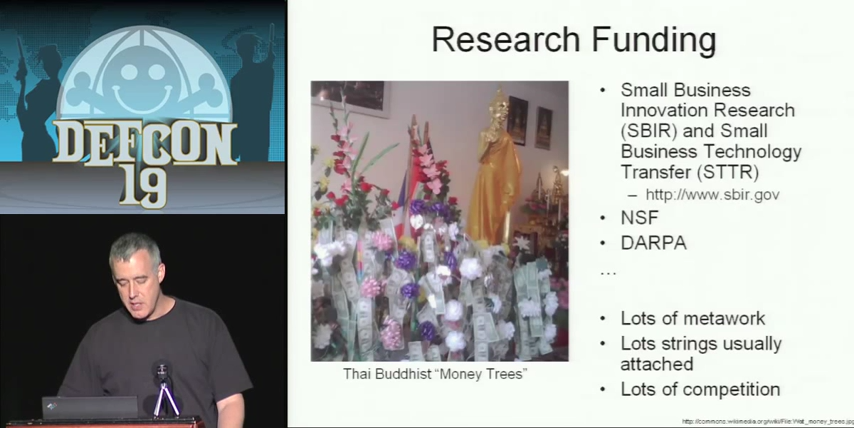 DEFCON
19
Research Funding
• Small Business
Innovation Research
(SBIR) and Small
Business Technology
Transfer (STTR)
– http://www.sbir.gov
• NSF
• DARPA
…
• Lots of metawork
• Lots strings usually
attached
• Lots of competition
Thai Buddhist “Money Trees”
http://commons.wikimedia.org/wiki/File:Wat_money_trees.jpg